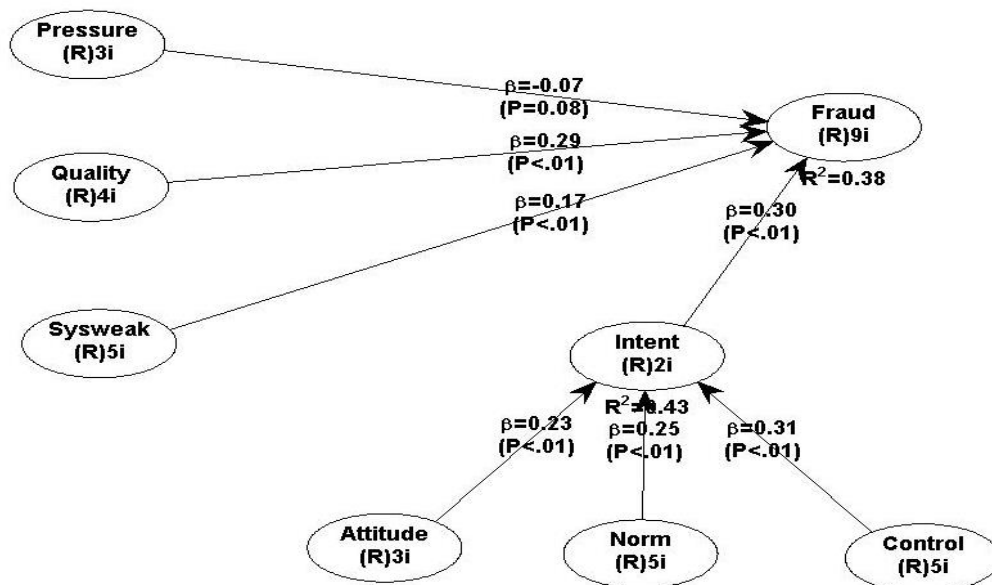 Pressure
(R)3i
β=-0.07
(P=0.08)
Fraud
(R)9i
R²=0.38
Quality
(R)4i
β=0.29
(P<.01)
β=0.17
(P<.01)
β=0.30
(P<.01)
Sysweak
(R)5i
Intent
(R)2i
R²=0.43
β=0.23
(P<.01)
β=0.25
(P<.01)
β=0.31
(P<.01)
Attitude
(R)3i
Norm
(R)5i
Control
(R)5i